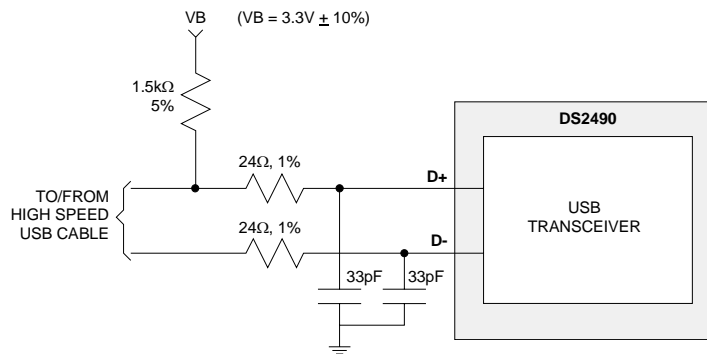 VB (VB = 3.3V ± 10%)
1.5kΩ
5%
DS2490
24Ω, 1%
D+
TO/FROM
HIGH SPEED
USB CABLE
USB
TRANSCEIVER
24Ω, 1%
D-
33pF 33pF